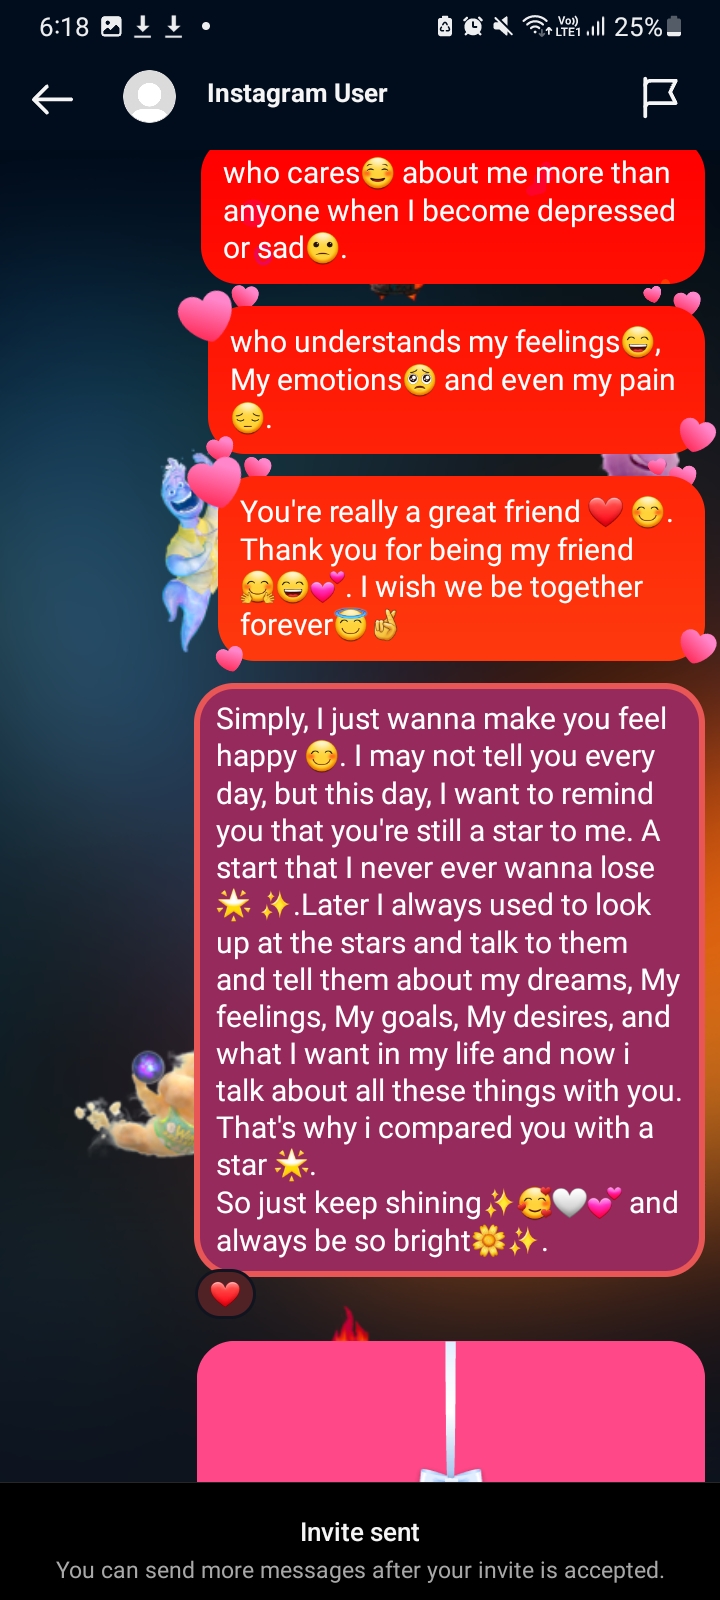 6:18
Vo)) LTE1 25%
Instagram User
who cares☺️ about me more than
anyone when I become depressed
or sad🙁.
who understands my feelings😄,
My emotions🥺 and even my pain
😔.
You're really a great friend ❤️ 😊.
Thank you for being my friend
🤗😄💕. I wish we be together
forever😇🤞
Simply, I just wanna make you feel
happy 😊. I may not tell you every
day, but this day, I want to remind
you that you're still a star to me. A
start that I never ever wanna lose
🌟 ✨.Later I always used to look
up at the stars and talk to them
and tell them about my dreams, My
feelings, My goals, My desires, and
what I want in my life and now i
talk about all these things with you.
That's why i compared you with a
star 🌟.
So just keep shining✨🥰🤍💕 and
always be so bright🌼✨.
❤️
Invite sent
You can send more messages after your invite is accepted.